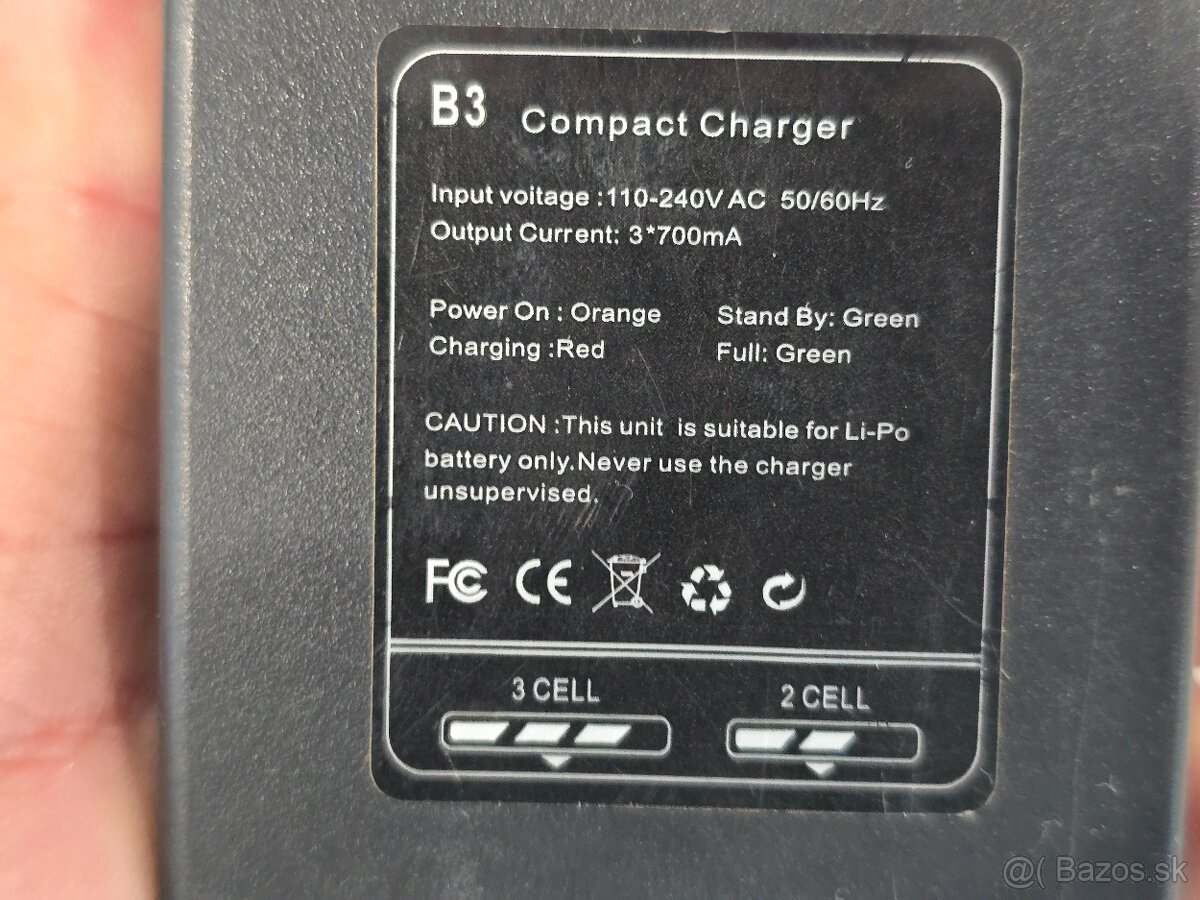 B3 Compact Charger
Input voitage :110-240V AC 50/60Hz
Output Current: 3*700mA
Power On : Orange Stand By: Green
Charging :Red Full: Green
CAUTION :This unit is suitable for Li-Po
battery only.Never use the charger
unsupervised.
FC CE
3 CELL 2 CELL
@( Bazos.sk